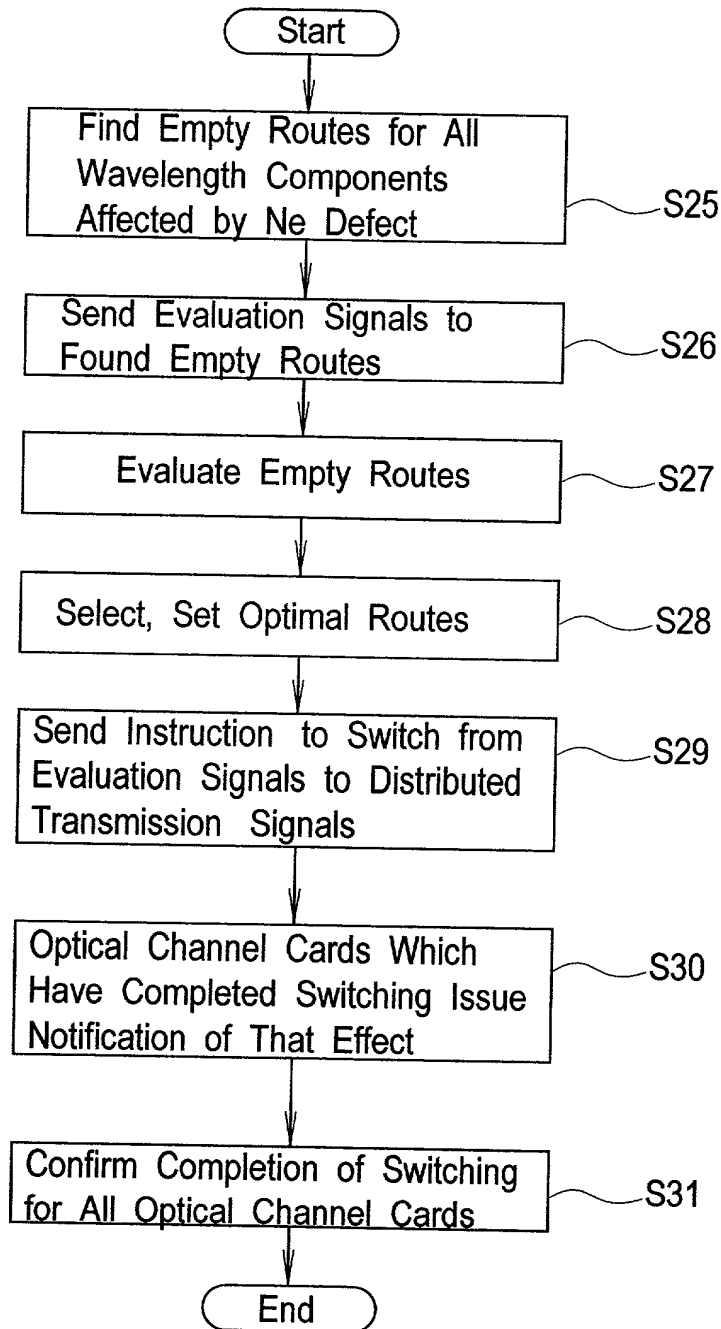 Start
Find Empty Routes for All
Wavelength Components
Affected by Ne Defect
S25
Send Evaluation Signals to
Found Empty Routes
S26
Evaluate Empty Routes
S27
Select, Set Optimal Routes
S28
Send Instruction to Switch from
Evaluation Signals to Distributed
Transmission Signals
S29
Optical Channel Cards Which
Have Completed Switching Issue
Notification of That Effect
S30
Confirm Completion of Switching
for All Optical Channel Cards
S31
End